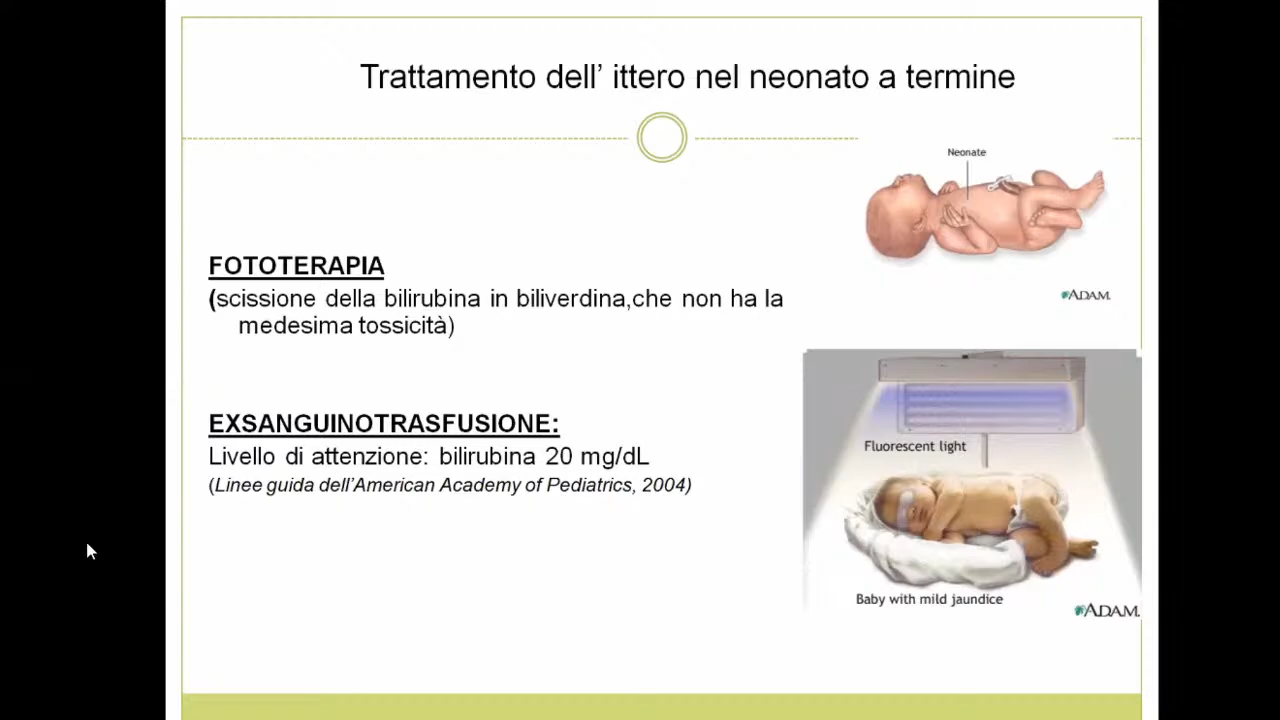 Trattamento dell’ ittero nel neonato a termine
Neonate
ADAM.
FOTOTERAPIA
(scissione della bilirubina in biliverdina,che non ha la
medesima tossicità)
EXSANGUINOTRASFUSIONE:
Livello di attenzione: bilirubina 20 mg/dL
(Linee guida dell’American Academy of Pediatrics, 2004)
Fluorescent light
Baby with mild jaundice
ADAM.